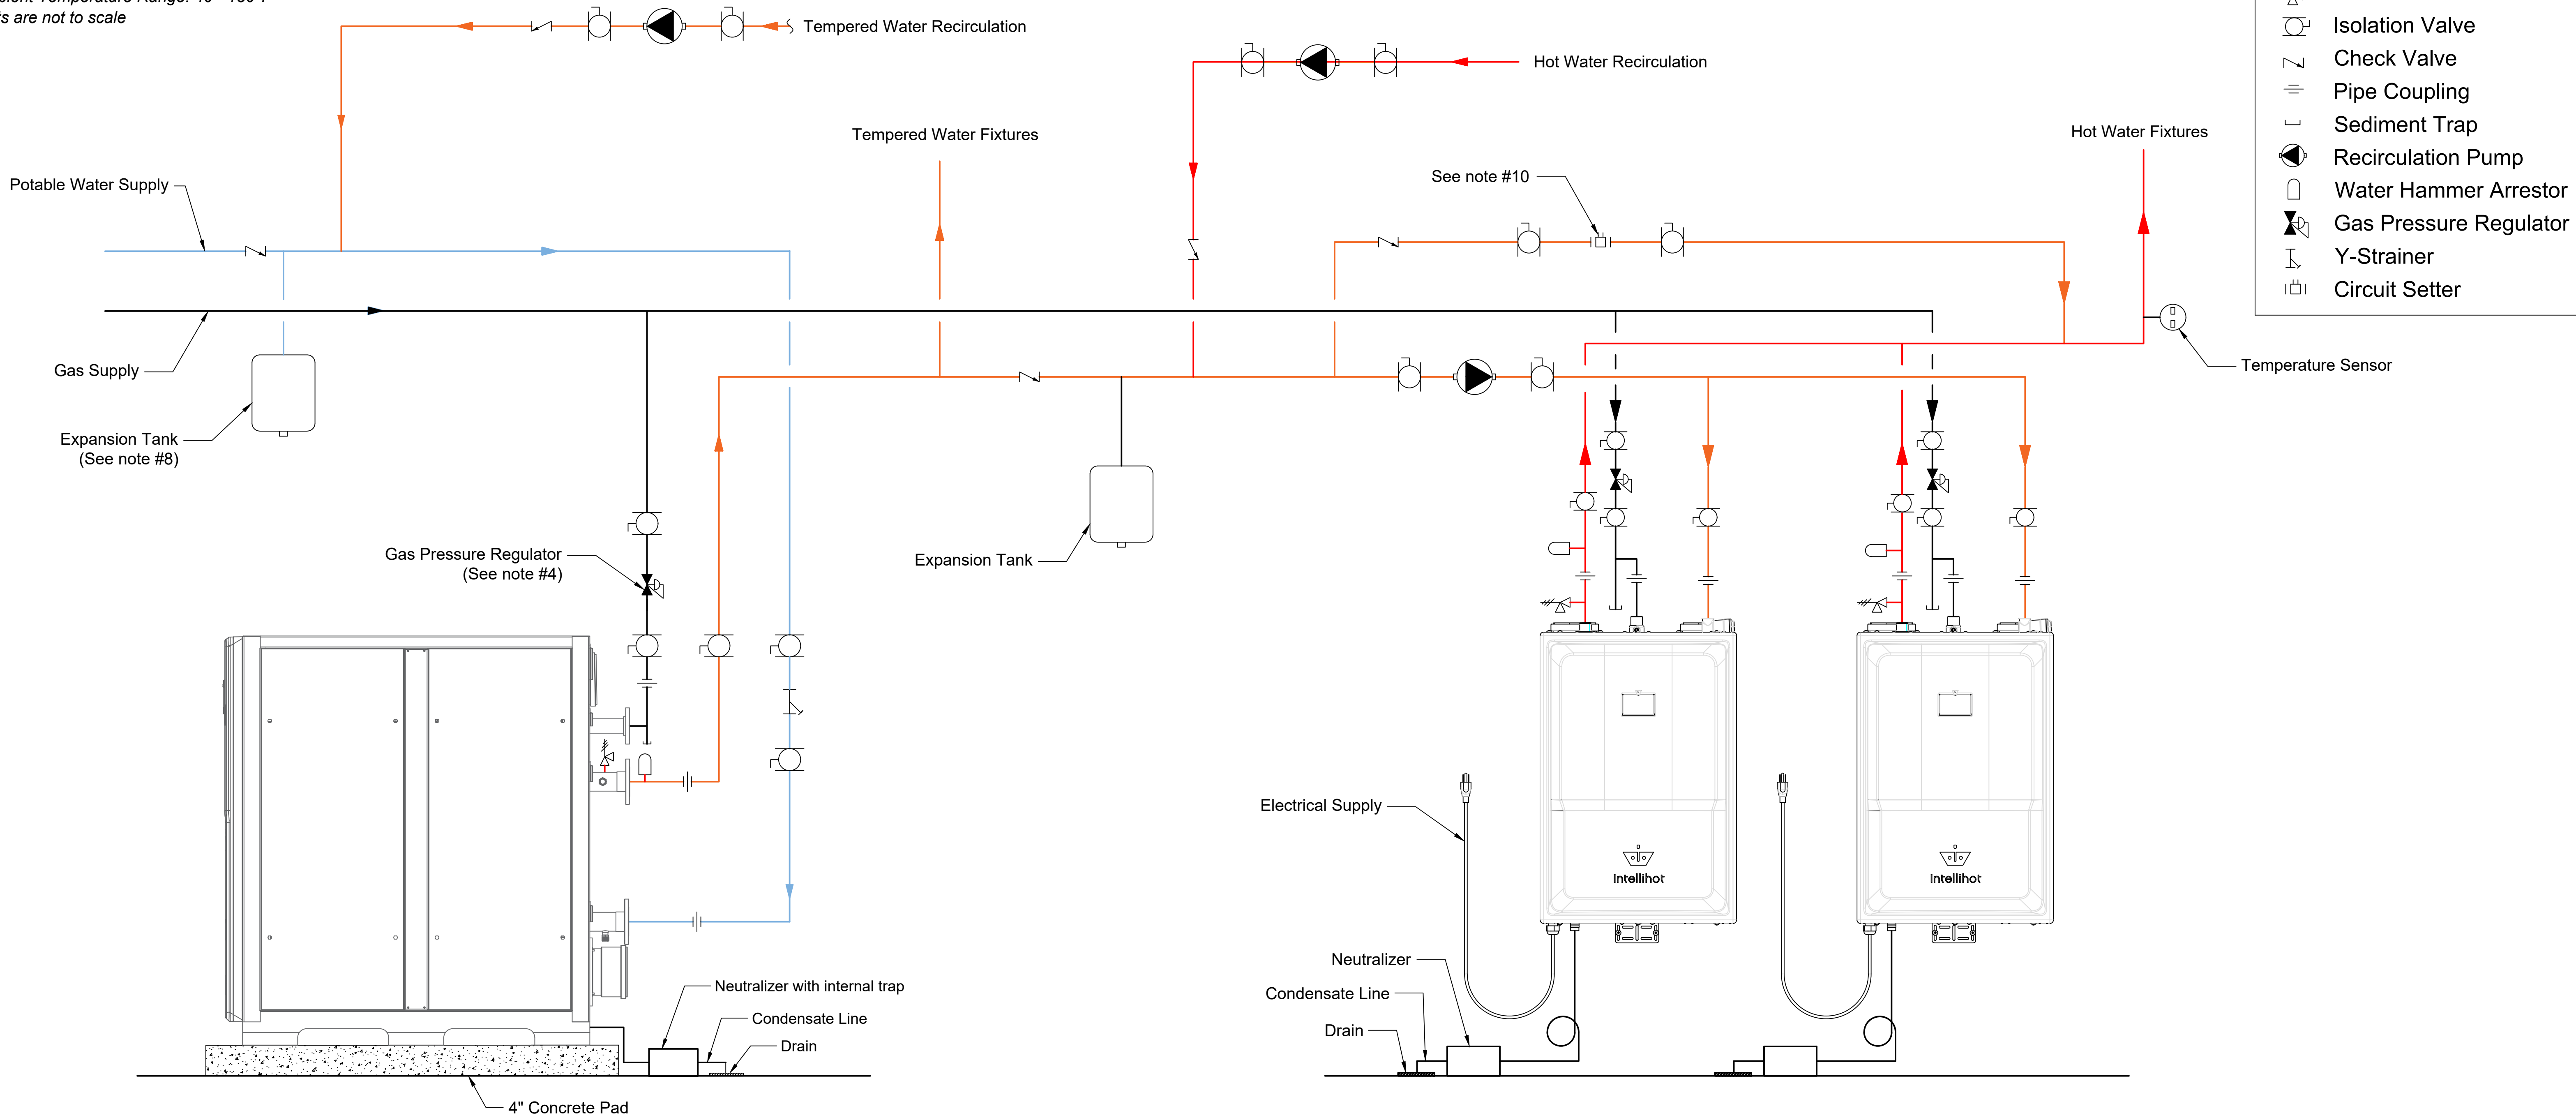 s are not to scale
Tempered Water Recirculation
Hot Water Recirculation
Isolation Valve
Check Valve
Pipe Coupling
Sediment Trap
Recirculation Pump
Water Hammer Arrestor
Gas Pressure Regulator
Y-Strainer
Circuit Setter
Tempered Water Fixtures
Hot Water Fixtures
Potable Water Supply
See note #10
Gas Supply
Temperature Sensor
Expansion Tank
(See note #8)
Gas Pressure Regulator
(See note #4)
Expansion Tank
Electrical Supply
Intellihot
Intellihot
Neutralizer
Condensate Line
Drain
Neutralizer with internal trap
Condensate Line
Drain
4" Concrete Pad